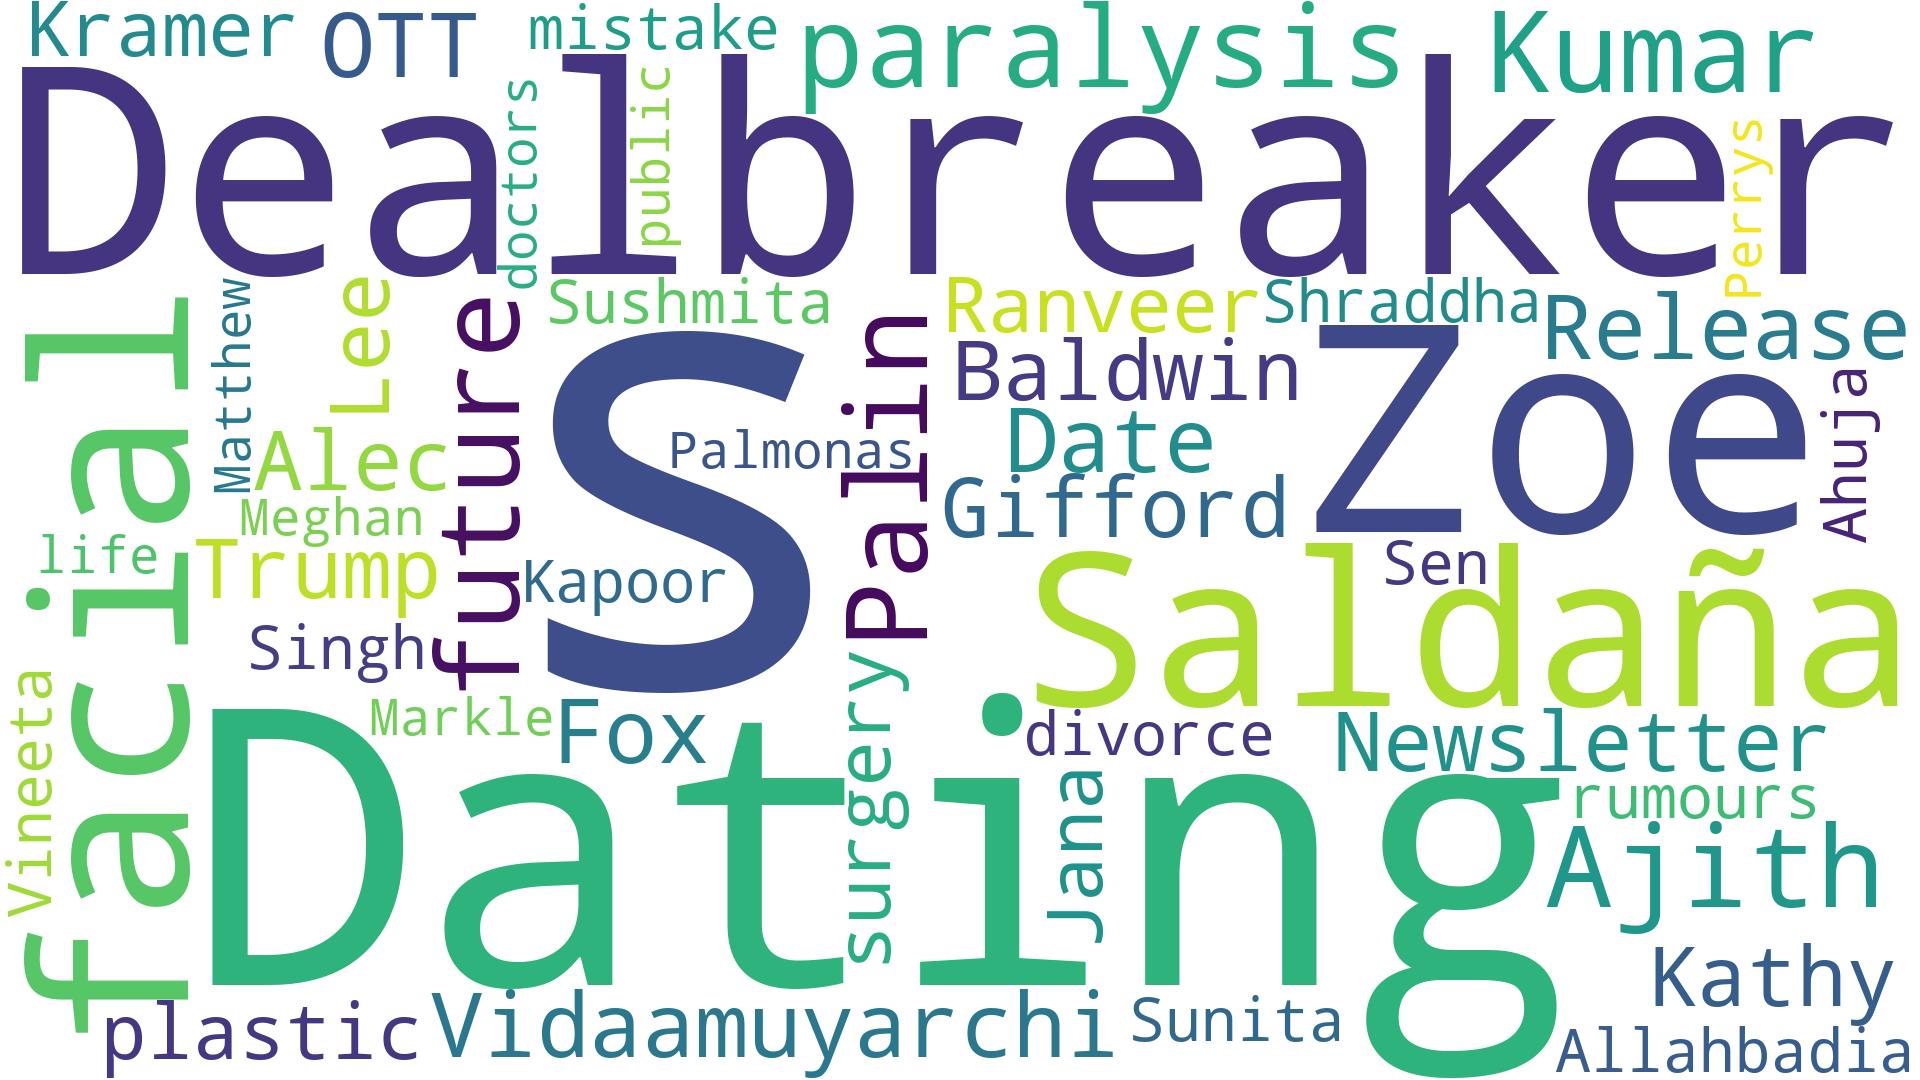 Kramer
OTT
mistake
paralysis
Kumar
Dealbreaker
doctors
public
Perrys
facial
Matthew
Lee
future
Sushmita
Ranveer
Shraddha
Release
S
Palin
Baldwin
Zoe
Ahuja
Alec
Palmonas
Date
Meghan
Gifford
life
Trump
Kapoor
Sen
Saldaña
Singh
Vineeta
surgery
Markle
Fox
divorce
Newsletter
Dating
Jana
rumours
Ajith
Kathy
plastic
Vidaamuyarchi
Sunita
Allahbadia